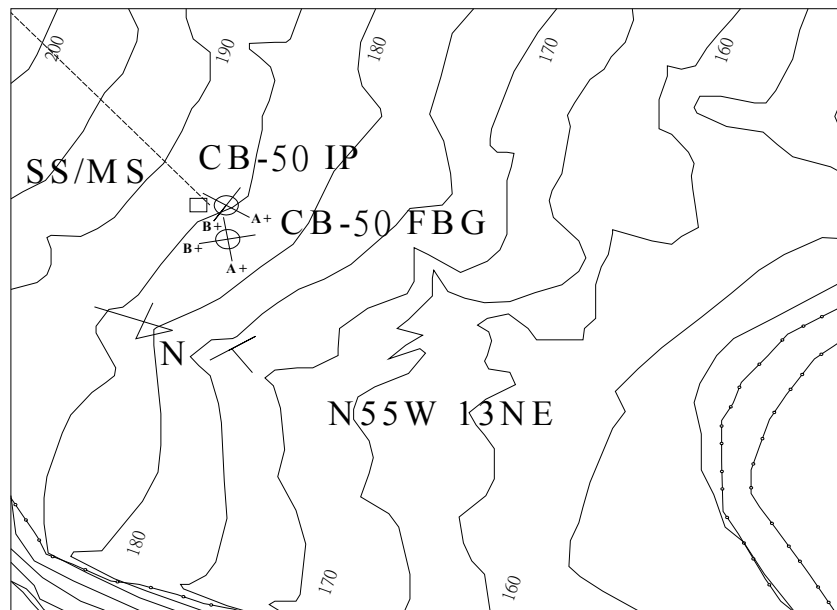 200
190
180
170
160
CB-50 IP
SS/MS
A+
B+
CB-50 FBG
B+
A+
N
N55W 13NE
180
170
160